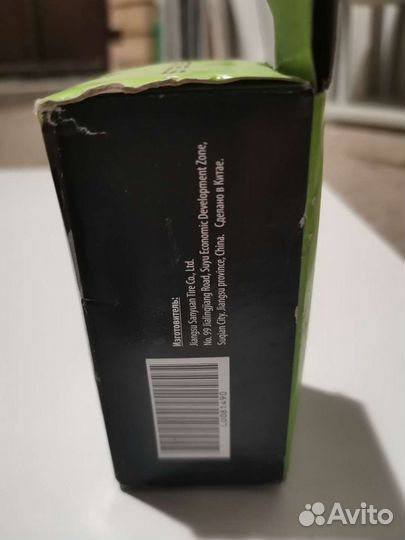 Изготовитель:
Jiangsu Sanyuan Tire Co., Ltd.
No. 99 Jialingjiang Road, Suyu Economic Development Zone,
Suqian City, Jiangsu province, China. Сделано в Китае.
L0081490
Avito